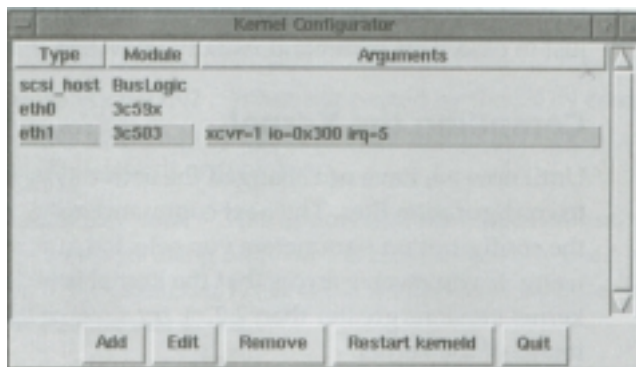 Kernel Configurator
Type Module Arguments
scsi_host BusLogic
eth0 3c59x
eth1 3c503 xcvr=1 io=0x300 irq=5
Add Edit Remove Restart kerneld Quit